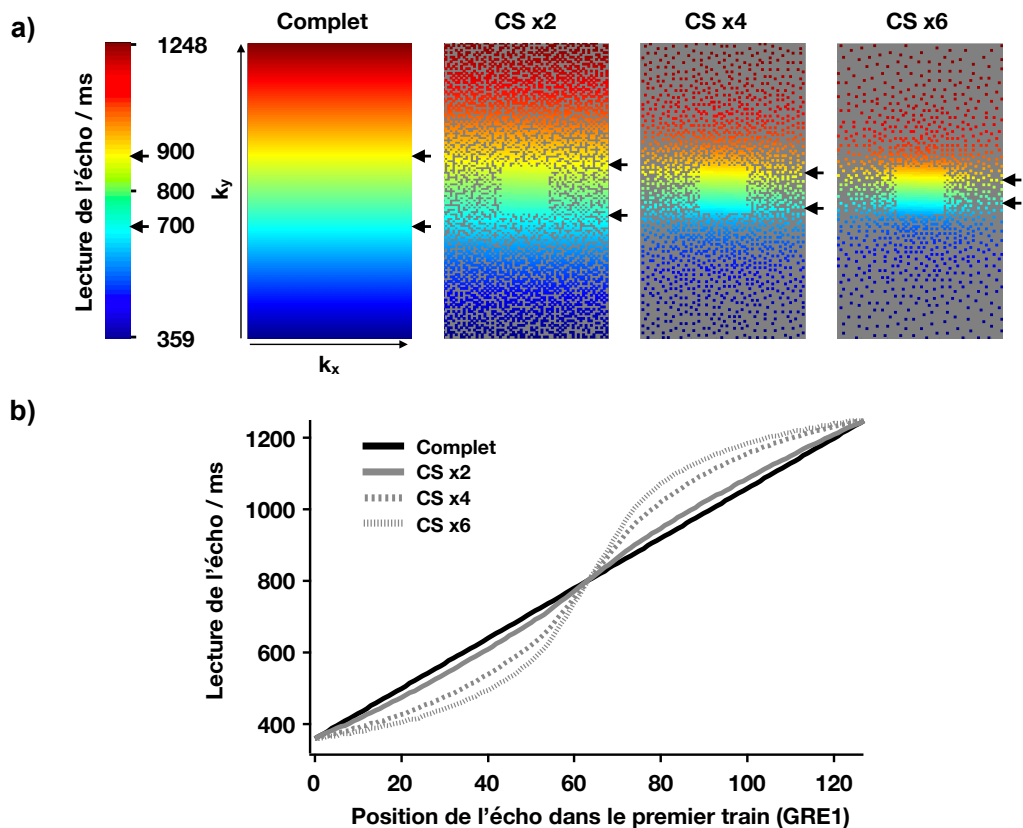 a)
Complet
CS x2
CS x4
CS x6
Lecture de l'écho / ms
1248
900
800
700
359
ky
kx
b)
Lecture de l'écho / ms
1200
1000
800
600
400
Complet
CS x2
CS x4
CS x6
0
20
40
60
80
100
120
Position de l'écho dans le premier train (GRE1)